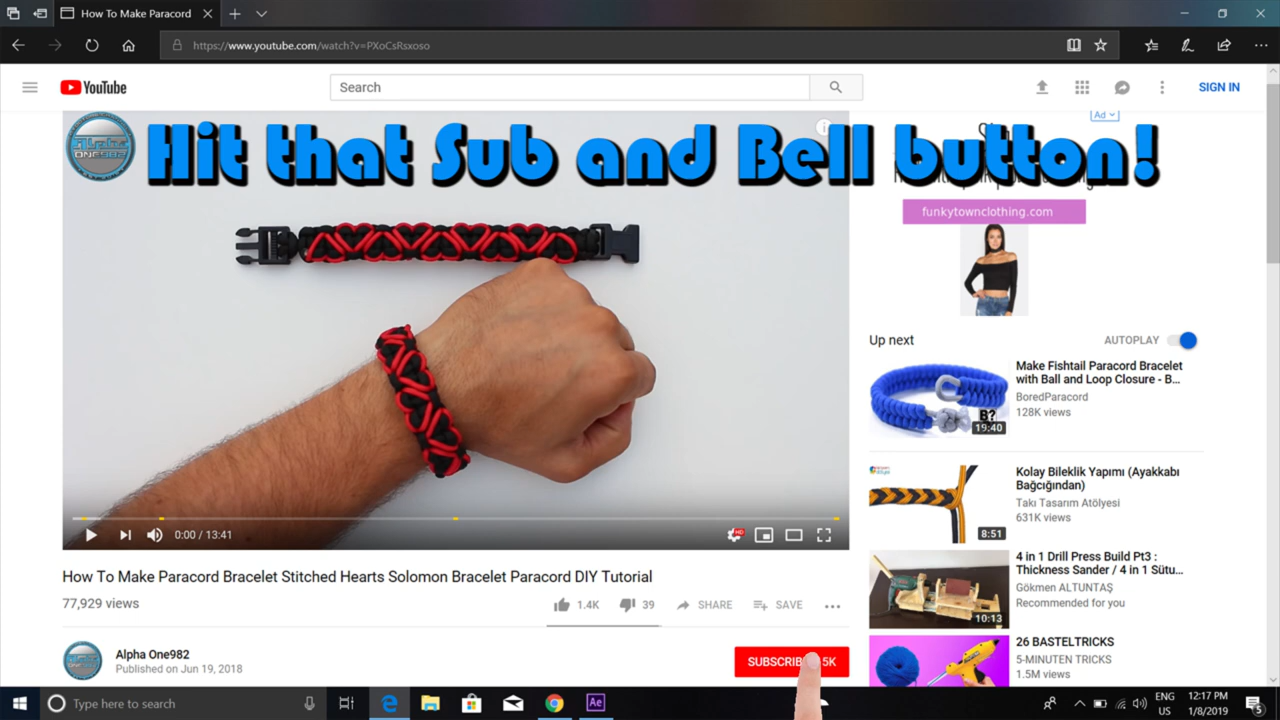 How To Make Paracord
https://www.youtube.com/watch?v=PXoCsRsxoso
YouTube
Search
SIGN IN
Hit that Sub and Bell button!
Ad
funkytownclothing.com
0:00 / 13:41
HD
How To Make Paracord Bracelet Stitched Hearts Solomon Bracelet Paracord DIY Tutorial
77,929 views
1.4K
39
SHARE
SAVE
Alpha One982
Published on Jun 19, 2018
5K
Up next
AUTOPLAY
Make Fishtail Paracord Bracelet
with Ball and Loop Closure - B...
BoredParacord
128K views
B?
19:40
Kolay Bileklik Yapımı (Ayakkabı
Bağcığından)
Takı Tasarım Atölyesi
631K views
8:51
4 in 1 Drill Press Build Pt3 :
Thickness Sander / 4 in 1 Sütu...
Gökmen ALTUNTAŞ
Recommended for you
10:13
26 BASTELTRICKS
5-MINUTEN TRICKS
1.5M views
Type here to search
Ae
ENG
US
12:17 PM
1/8/2019
5